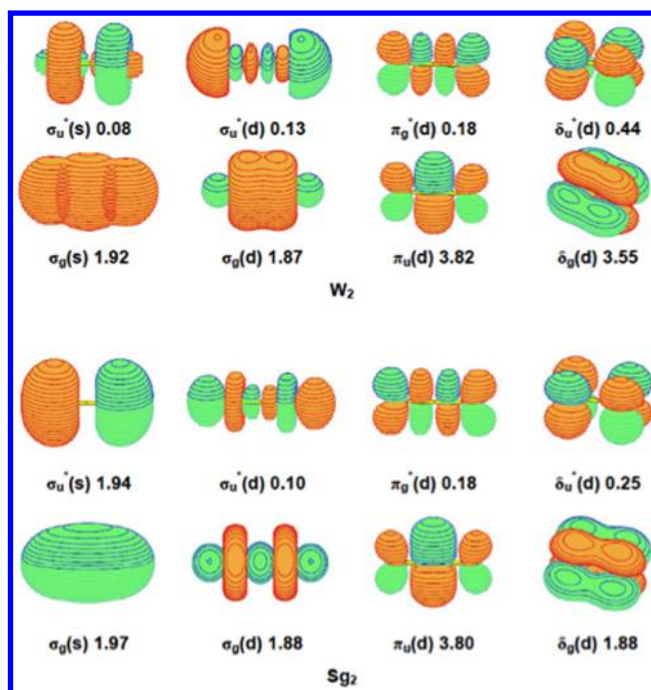 σu*(s) 0.08 σu*(d) 0.13 πg*(d) 0.18 δu*(d) 0.44
σg(s) 1.92 σg(d) 1.87 πu(d) 3.82 δg(d) 3.55
W2
σu*(s) 1.94 σu*(d) 0.10 πg*(d) 0.18 δu*(d) 0.25
σg(s) 1.97 σg(d) 1.88 πu(d) 3.80 δg(d) 1.88
Sg2